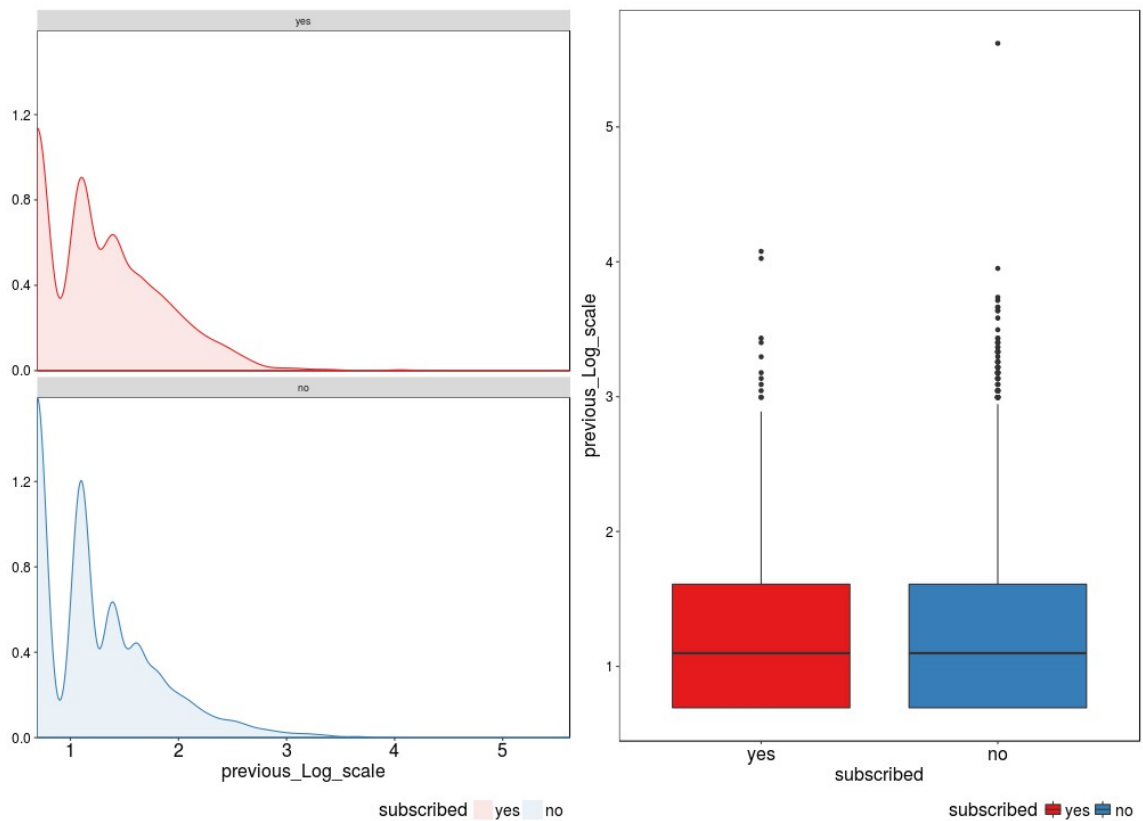 yes
1.2
0.8
0.4
0.0
no
1.2
0.8
0.4
0.0
1 2 3 4 5
previous_Log_scale
subscribed yes no
previous_Log_scale
5
4
3
2
1
yes no
subscribed
subscribed yes no